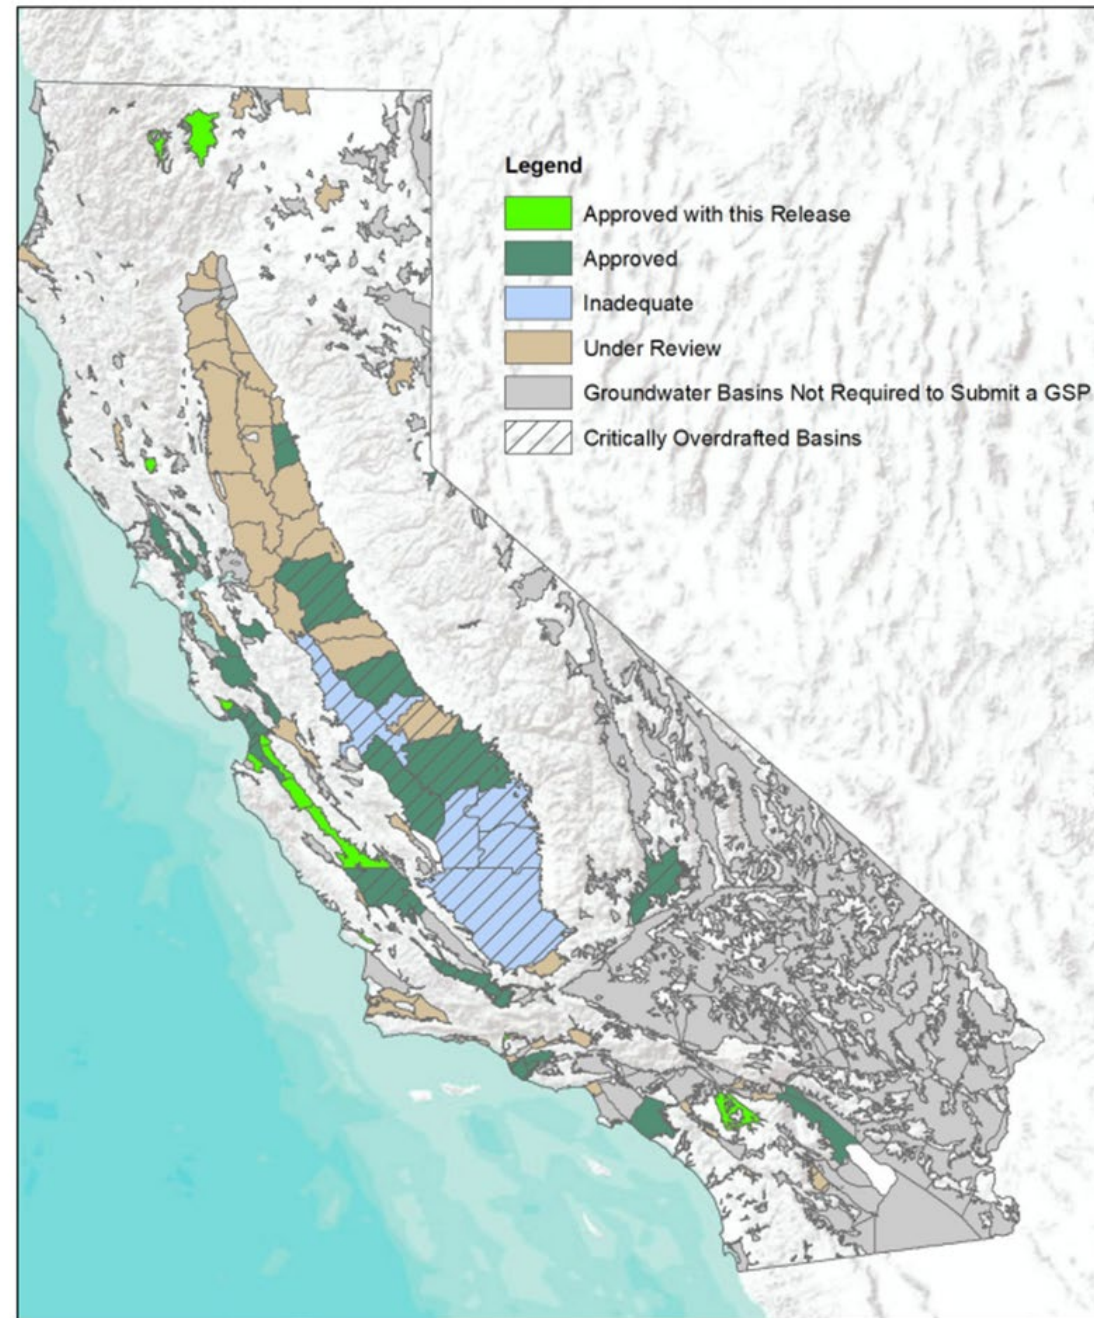 Legend
Approved with this Release
Approved
Inadequate
Under Review
Groundwater Basins Not Required to Submit a GSP
Critically Overdrafted Basins